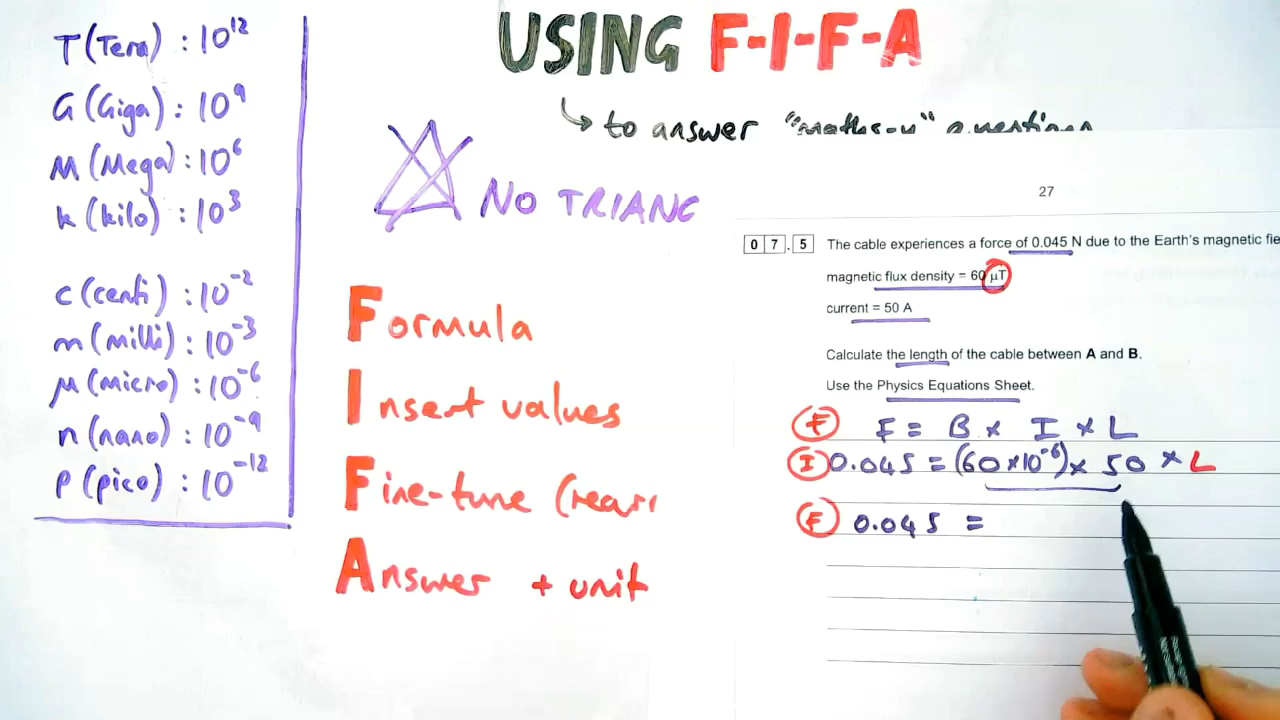 T (Tera) : 10¹²
G (Giga) : 10⁹
M (Mega) : 10⁶
k (kilo) : 10³
c (centi) : 10⁻²
m (milli) : 10⁻³
μ (micro) : 10⁻⁶
n (nano) : 10⁻⁹
p (pico) : 10⁻¹²
USING F-I-F-A
↳ to answer "maths-y" questions
NO TRIANG
Formula
Insert values
Fine-tune (rearr
Answer + unit
27
0 7 . 5 The cable experiences a force of 0.045 N due to the Earth's magnetic fie
magnetic flux density = 60 μT
current = 50 A
Calculate the length of the cable between A and B.
Use the Physics Equations Sheet.
F F = B × I × L
I 0.045 = (60×10⁻⁶) × 50 × L
F 0.045 =